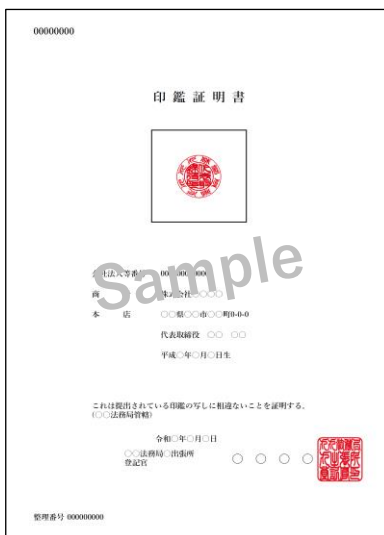 00000000
印鑑証明書
会社法人等番号 0000000000000
商 株式会社○○○○
本 店 ○○県○○市○○町0-0-0
代表取締役 ○○ ○○
平成○年○月○日生
Sample
これは提出されている印鑑の写しに相違ないことを証明する。
(○○法務局管轄)
令和○年○月○日
○○法務局○出張所
登記官 ○ ○ ○ ○
整理番号 000000000